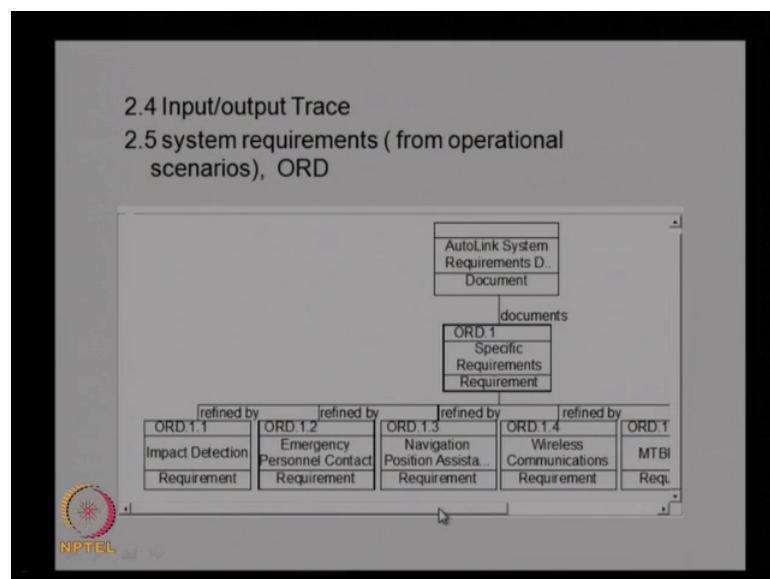 2.4 Input/output Trace
2.5 system requirements ( from operational
scenarios), ORD
AutoLink System
Requirements D..
Document
documents
ORD.1
Specific
Requirements
Requirement
refined by refined by refined by refined by
ORD.1.1 ORD.1.2 ORD.1.3 ORD.1.4 ORD.1
Impact Detection
Emergency
Personnel Contact
Navigation
Position Assista...
Wireless
Communications
MTB
Requirement Requirement Requirement Requirement Requ
NPTEL